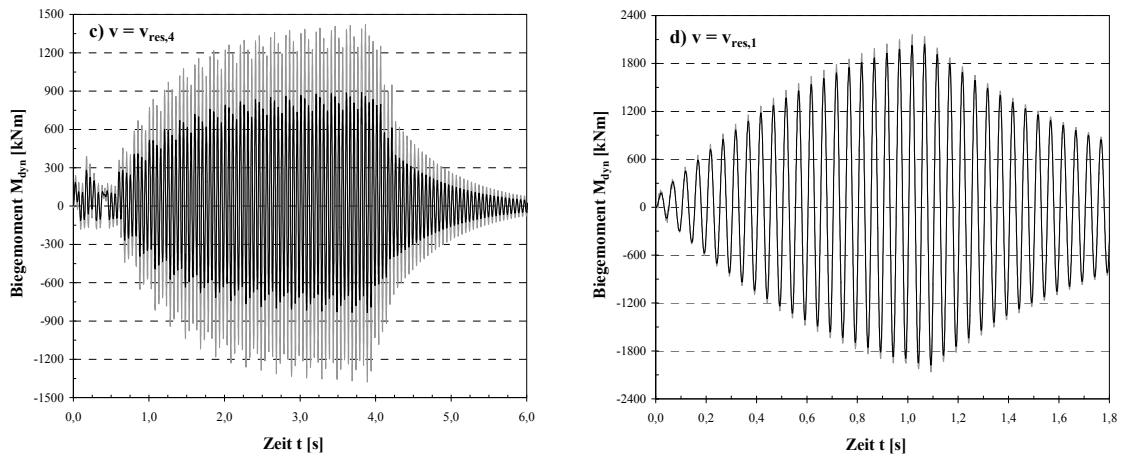 c) v = v_res,4
Biegemoment M_dyn [kNm]
1500
1200
900
600
300
0
-300
-600
-900
-1200
-1500
0,0 1,0 2,0 3,0 4,0 5,0 6,0
Zeit t [s]
d) v = v_res,1
Biegemoment M_dyn [kNm]
2400
1800
1200
600
0
-600
-1200
-1800
-2400
0,0 0,2 0,4 0,6 0,8 1,0 1,2 1,4 1,6 1,8
Zeit t [s]